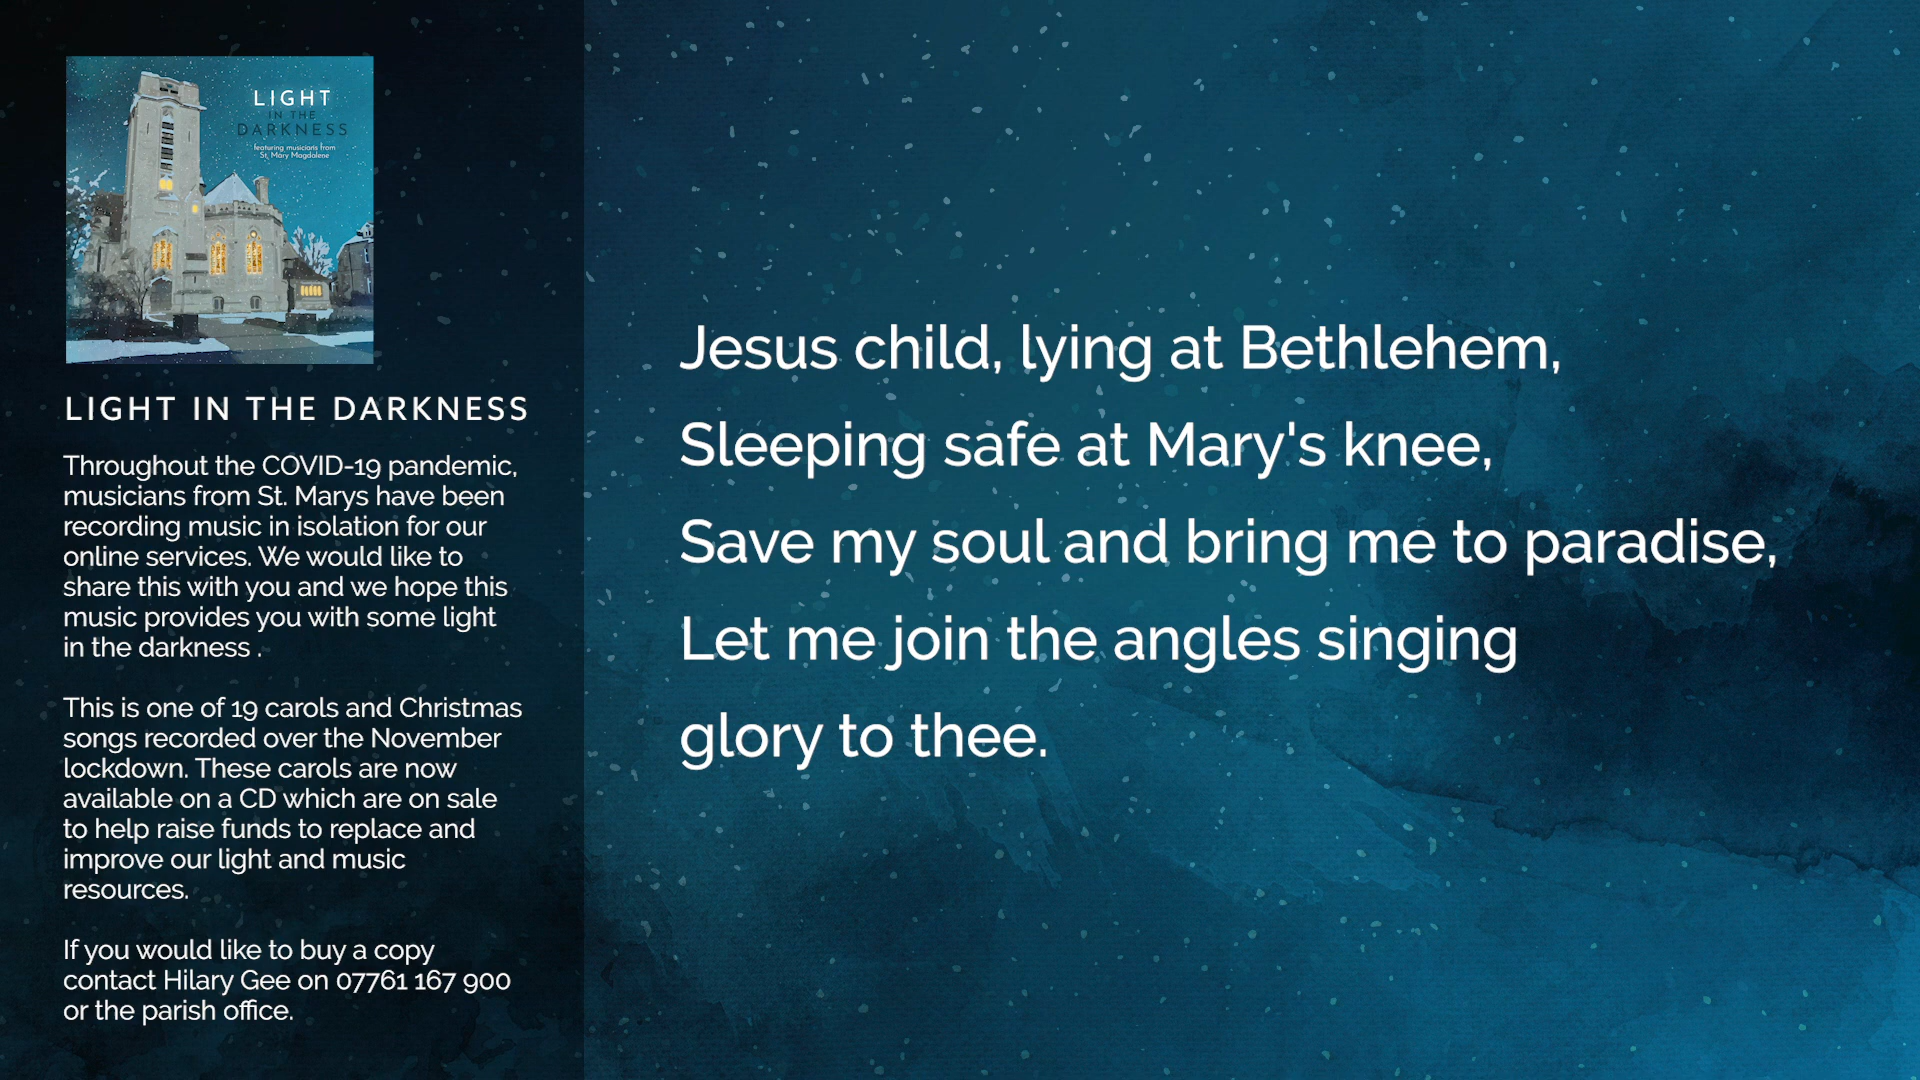 LIGHT
IN THE
DARKNESS
featuring musicians from
St. Mary Magdalene
LIGHT IN THE DARKNESS
Throughout the COVID-19 pandemic,
musicians from St. Marys have been
recording music in isolation for our
online services. We would like to
share this with you and we hope this
music provides you with some light
in the darkness .
This is one of 19 carols and Christmas
songs recorded over the November
lockdown. These carols are now
available on a CD which are on sale
to help raise funds to replace and
improve our light and music
resources.
If you would like to buy a copy
contact Hilary Gee on 07761 167 900
or the parish office.
Jesus child, lying at Bethlehem,
Sleeping safe at Mary's knee,
Save my soul and bring me to paradise,
Let me join the angles singing
glory to thee.